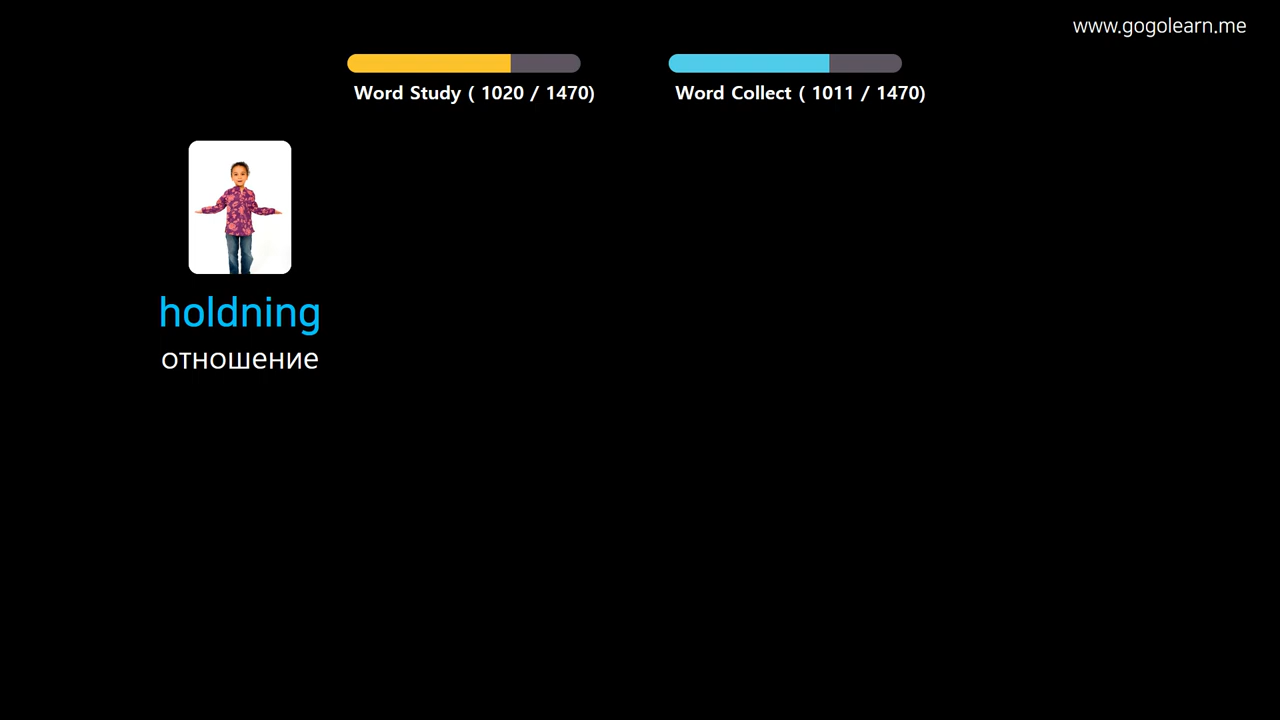 www.gogolearn.me
Word Study ( 1020 / 1470)
Word Collect ( 1011 / 1470)
holdning
отношение